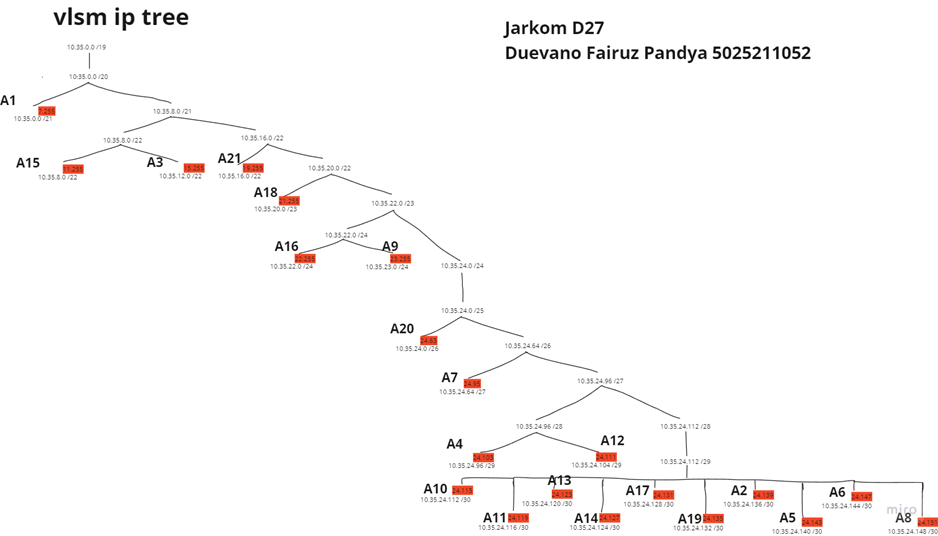 vlsm ip tree
Jarkom D27
Duevano Fairuz Pandya 5025211052
10.35.0.0 /19
10.35.0.0 /20
A1
7.255
10.35.0.0 /21
10.35.8.0 /21
10.35.8.0 /22
10.35.16.0 /22
A15
11.255
10.35.8.0 /22
A3
15.255
10.35.12.0 /22
A21
19.255
10.35.16.0 /22
10.35.20.0 /22
A18
21.255
10.35.20.0 /23
10.35.22.0 /23
10.35.22.0 /24
A16
22.255
10.35.22.0 /24
A9
23.255
10.35.23.0 /24
10.35.24.0 /24
10.35.24.0 /25
A20
24.63
10.35.24.0 /26
10.35.24.64 /26
A7
24.95
10.35.24.64 /27
10.35.24.96 /27
10.35.24.96 /28
10.35.24.112 /28
A4
24.103
10.35.24.96 /29
A12
24.111
10.35.24.104 /29
10.35.24.112 /29
A10
24.115
10.35.24.112 /30
A11
24.119
10.35.24.116 /30
A13
24.123
10.35.24.120 /30
A14
24.127
10.35.24.124 /30
A17
24.131
10.35.24.128 /30
A19
24.135
10.35.24.132 /30
A2
24.139
10.35.24.136 /30
A5
24.143
10.35.24.140 /30
A6
24.147
10.35.24.144 /30
A8
24.151
10.35.24.148 /30
miro